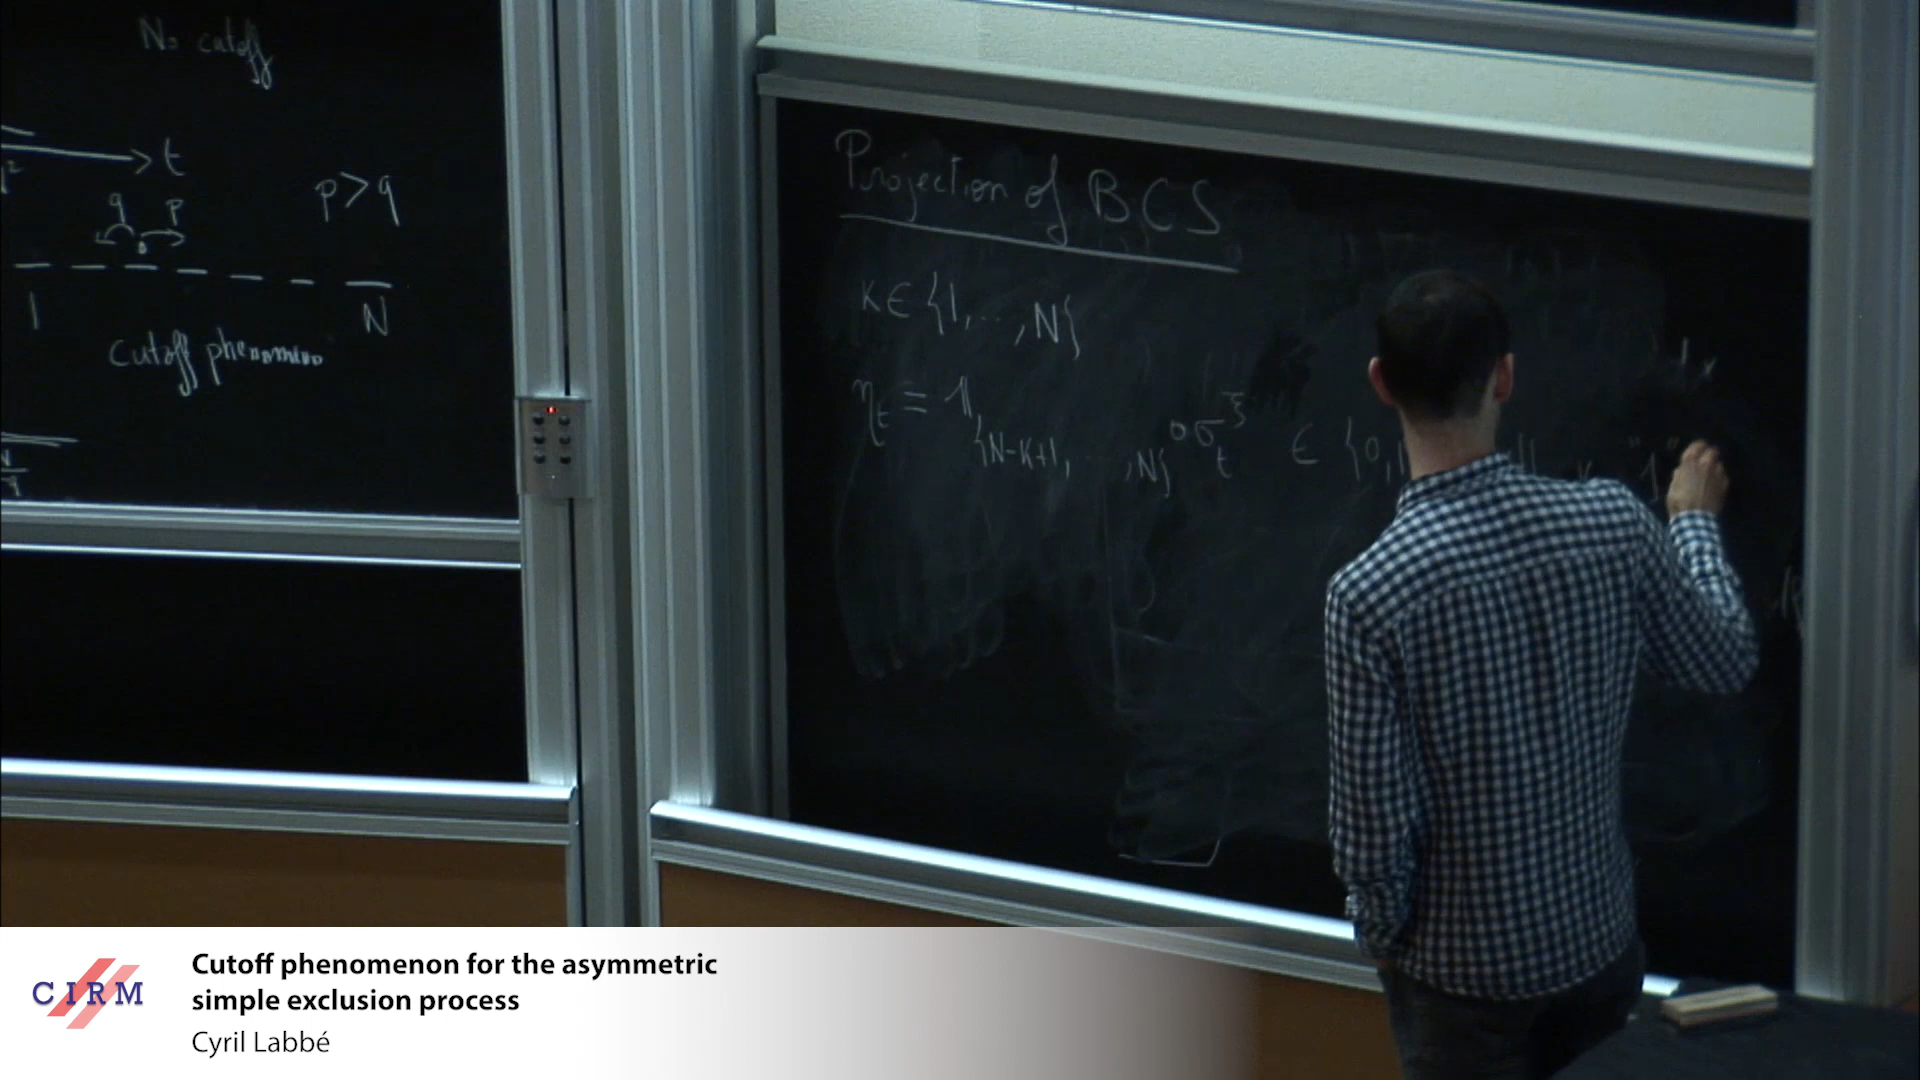 No cutoff
t
q p
p>q
1 N
Cutoff phenomenon
Projection of BCS
k ∈ {1, .., N}
η_t = 𝟙_{N-k+1, ..., N} ∘ σ_t^ξ ∈ {0,1
"1"
CIRM
Cutoff phenomenon for the asymmetric
simple exclusion process
Cyril Labbé